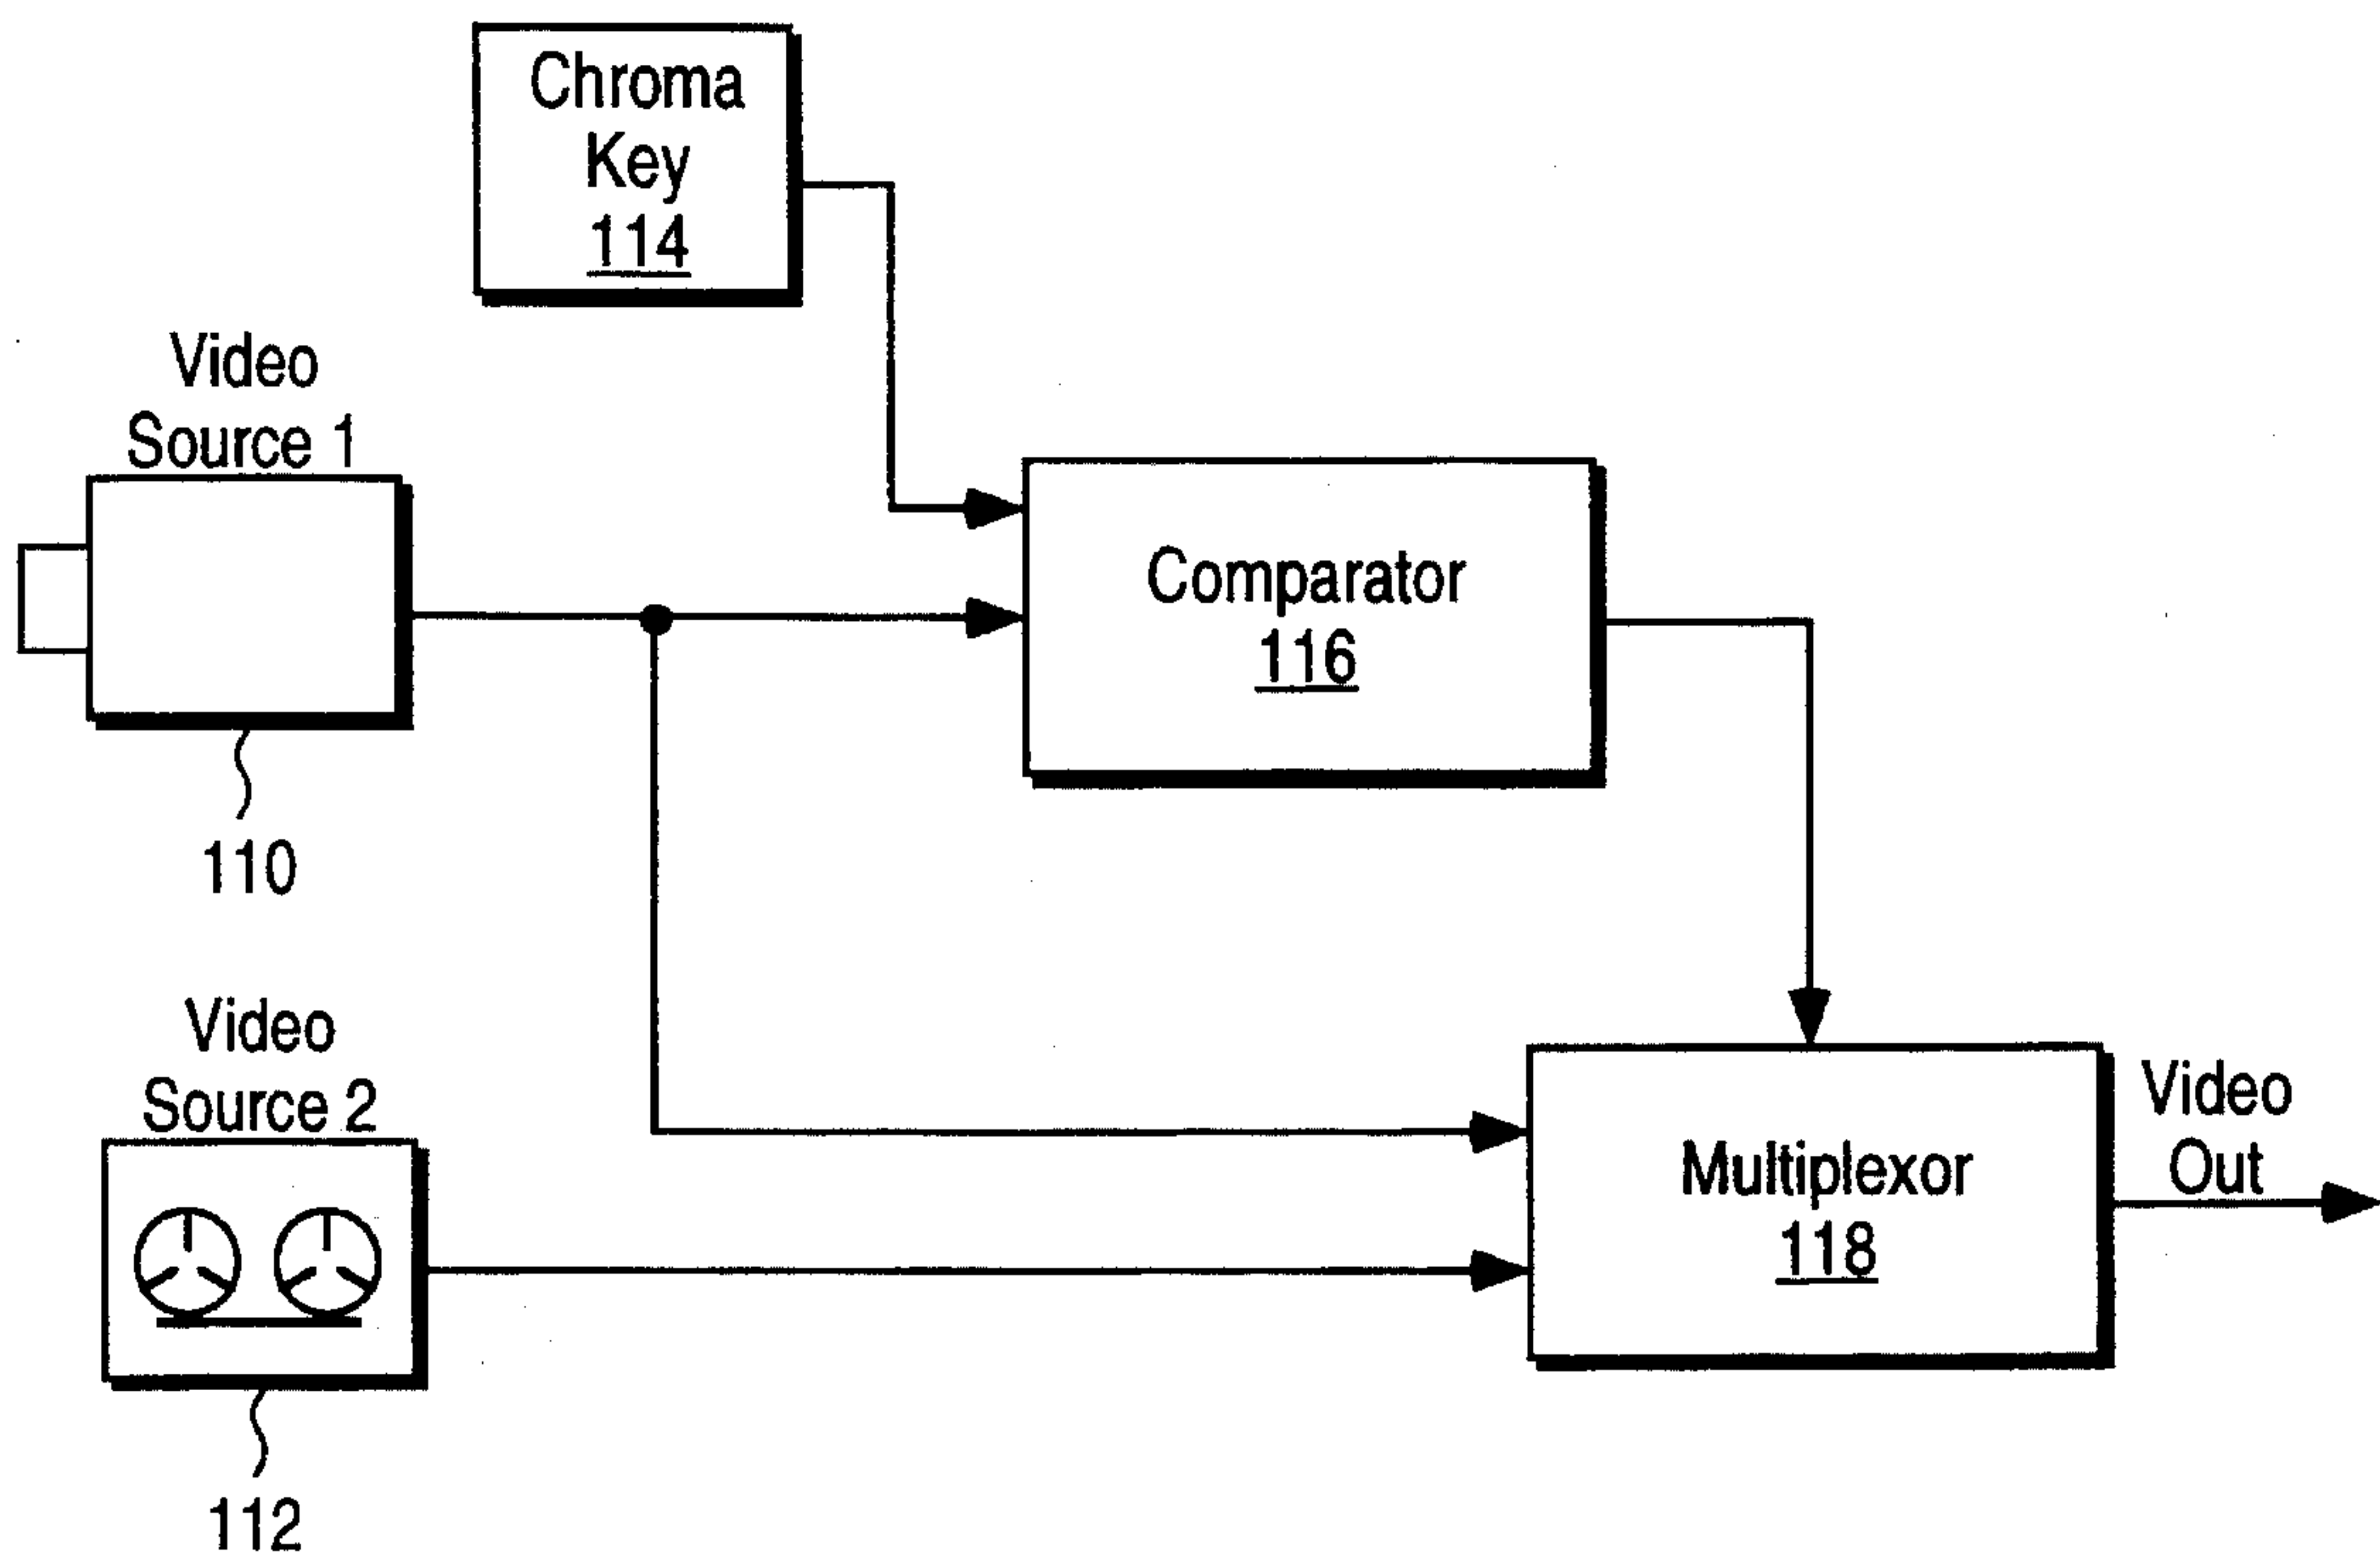 Chroma
Key
114
Video
Source 1
110
Comparator
116
Video
Source 2
112
Multiplexor
118
Video
Out